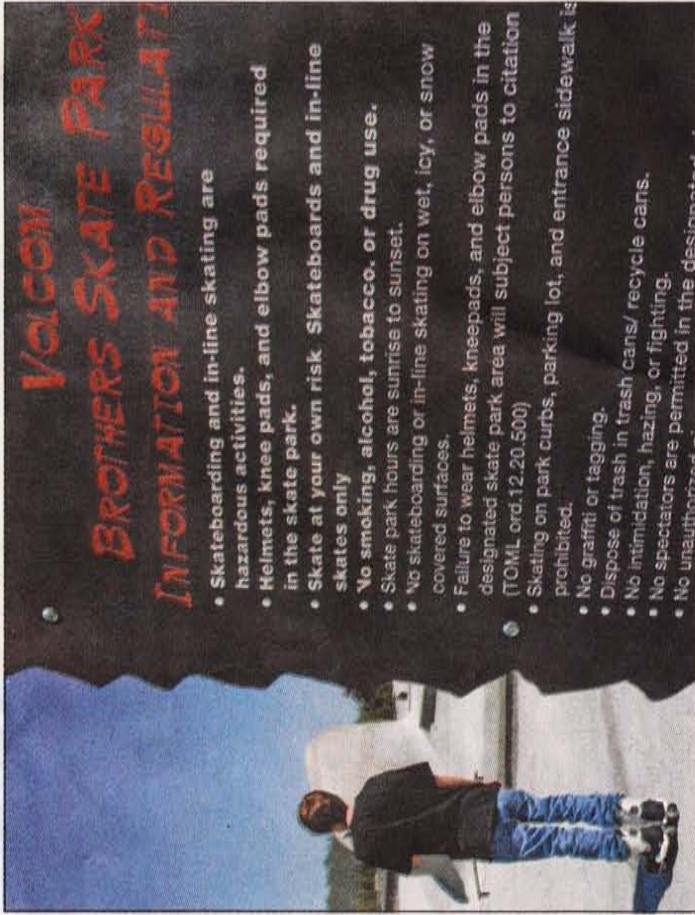 VOLCOM
BROTHERS SKATE PARK
INFORMATION AND REGULATI
• Skateboarding and in-line skating are
hazardous activities.
• Helmets, knee pads, and elbow pads required
in the skate park.
• Skate at your own risk. Skateboards and in-line
skates only
• No smoking, alcohol, tobacco, or drug use.
• Skate park hours are sunrise to sunset.
• No skateboarding or in-line skating on wet, icy, or snow
covered surfaces.
• Failure to wear helmets, kneepads, and elbow pads in the
designated skate park area will subject persons to citation
(TOML ord.12.20.500)
• Skating on park curbs, parking lot, and entrance sidewalk is
prohibited.
• No graffiti or tagging.
• Dispose of trash in trash cans/ recycle cans.
• No intimidation, hazing, or fighting.
• No spectators are permitted in the designated
• No